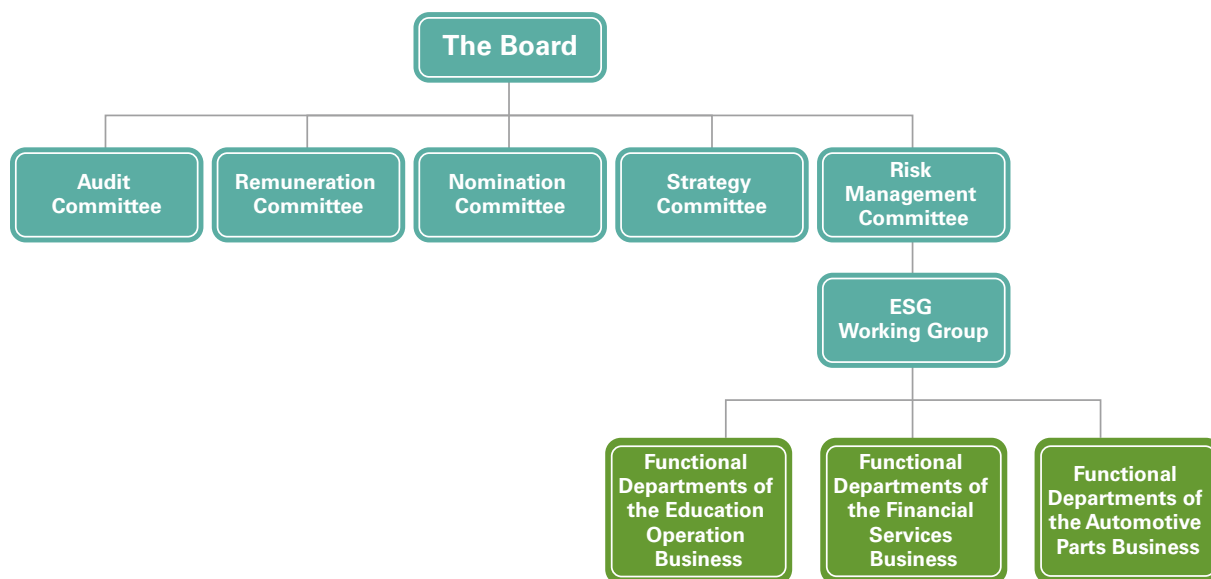 The Board
Audit
Committee
Remuneration
Committee
Nomination
Committee
Strategy
Committee
Risk
Management
Committee
ESG
Working Group
Functional
Departments of
the Education
Operation
Business
Functional
Departments of
the Financial
Services
Business
Functional
Departments of
the Automotive
Parts Business